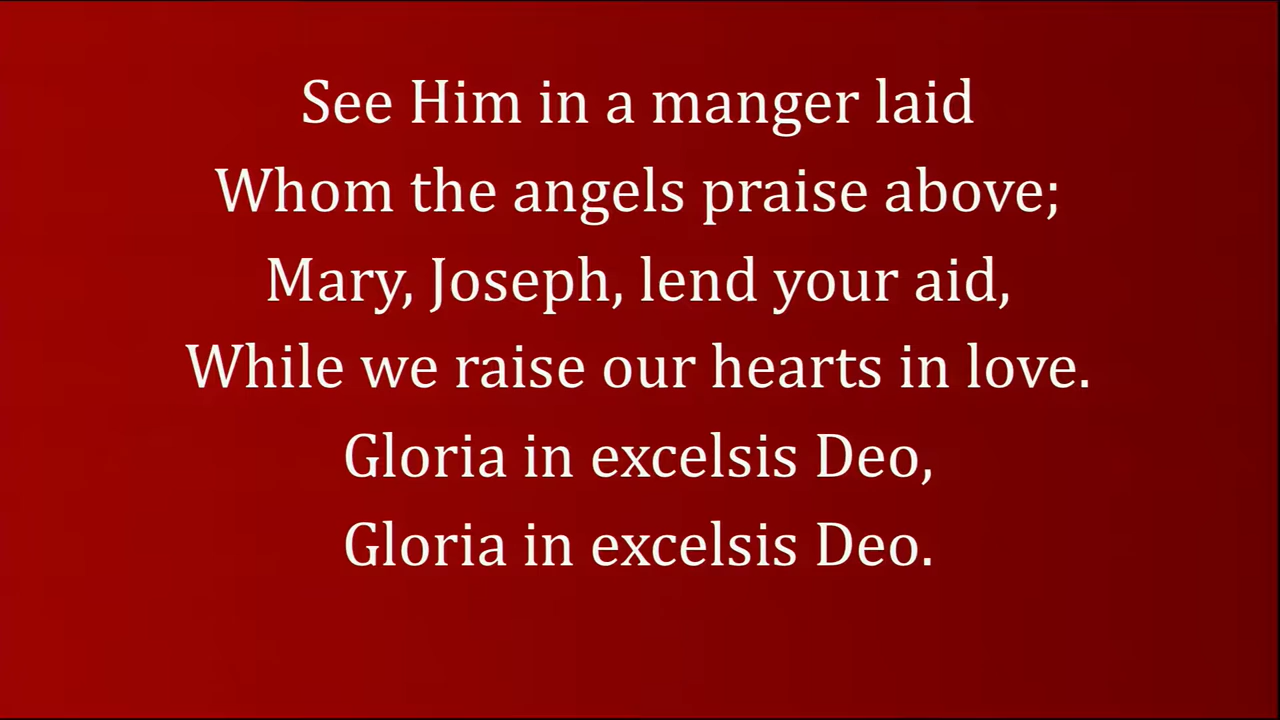 See Him in a manger laid
Whom the angels praise above;
Mary, Joseph, lend your aid,
While we raise our hearts in love.
Gloria in excelsis Deo,
Gloria in excelsis Deo.